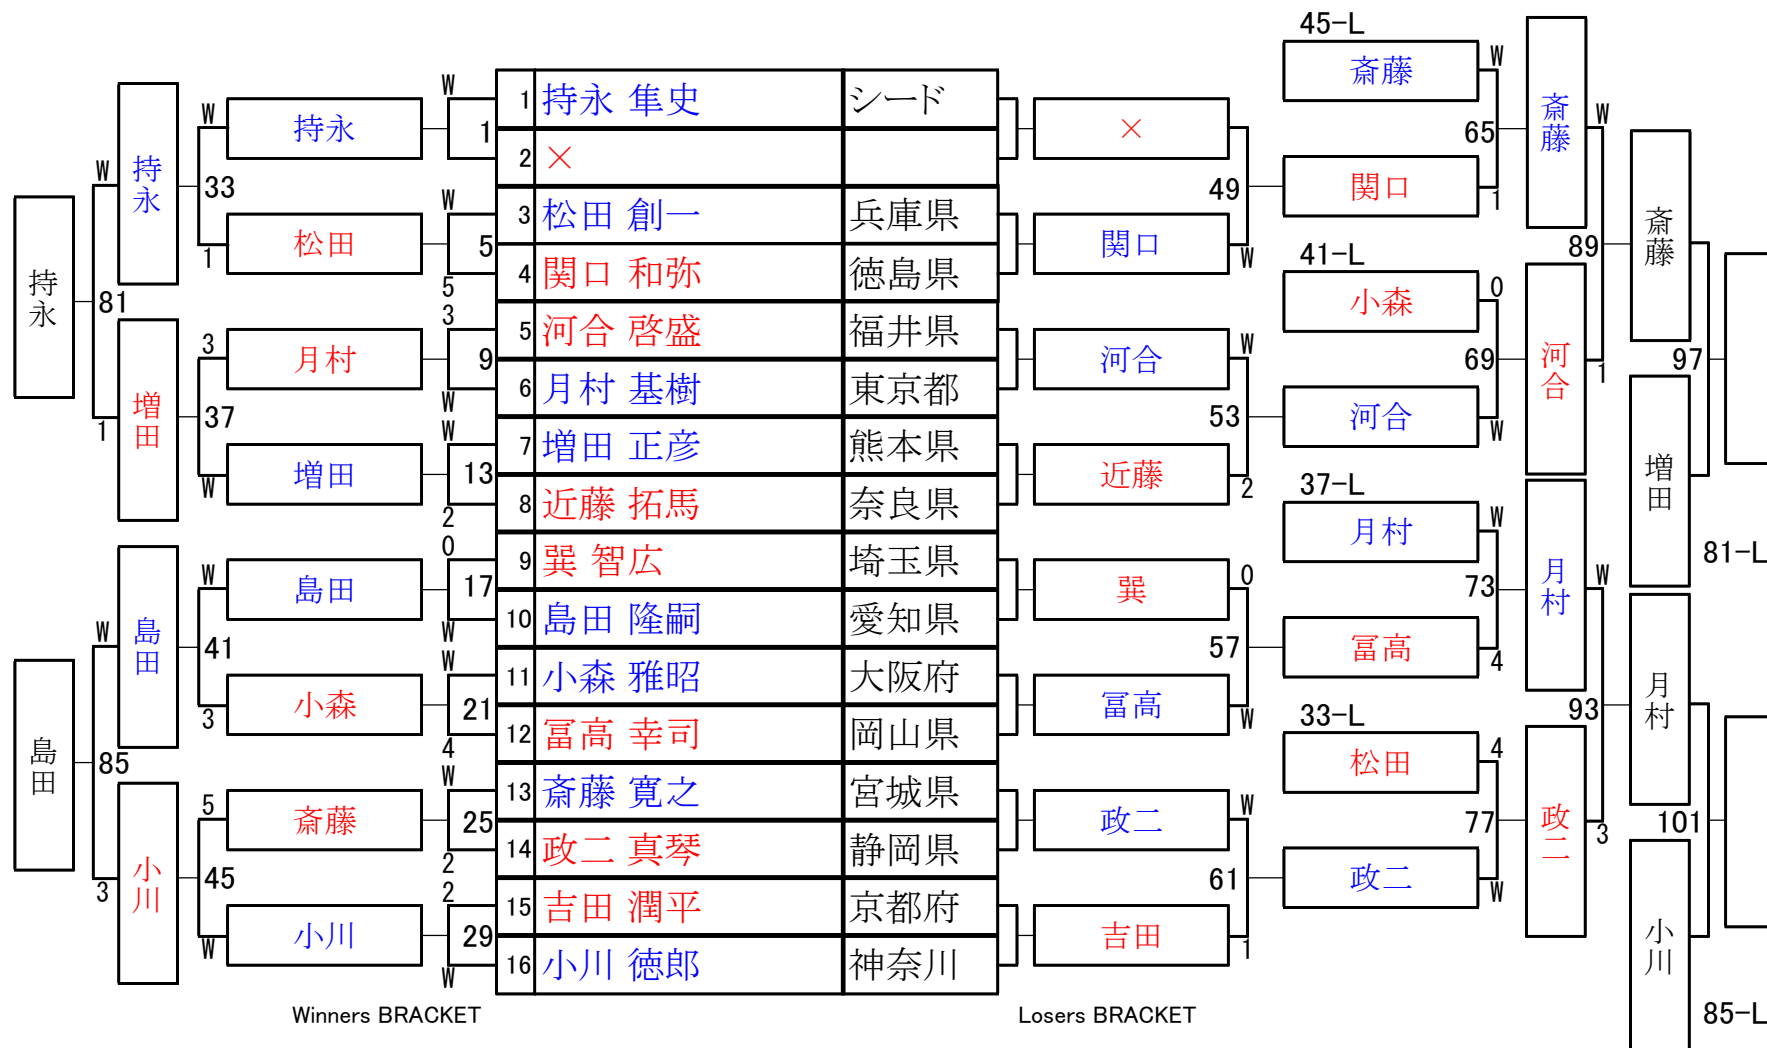 45-L
W
斎藤
W
1 持永 隼史 シード
斎藤
W
持永
1
×
65
W
2 ×
持永
W
33
W
49
関口
1
3 松田 創一 兵庫県
斎藤
松田
5
関口
89
1
W
4 関口 和弥 徳島県
41-L
5
持永
81
小森
0
3
5 河合 啓盛 福井県
3
月村
9
河合
W
69
河合
1
97
6 月村 基樹 東京都
W
増田
1
37
W
53
河合
W
7 増田 正彦 熊本県
増田
W
増田
13
近藤
2
37-L
8 近藤 拓馬 奈良県
2
月村
W
0
81-L
9 巽 智広 埼玉県
W
島田
17
巽
0
73
月村
W
10 島田 隆嗣 愛知県
W
W
島田
41
W
57
冨高
4
11 小森 雅昭 大阪府
月村
小森
3
21
冨高
W
33-L
93
12 冨高 幸司 岡山県
4
島田
85
松田
4
W
13 斎藤 寛之 宮城県
5
斎藤
25
政二
W
77
政二
3
101
14 政二 真琴 静岡県
2
小川
3
45
2
61
政二
W
15 吉田 潤平 京都府
小川
W
小川
29
吉田
1
16 小川 徳郎 神奈川
W
Winners BRACKET
Losers BRACKET
85-L